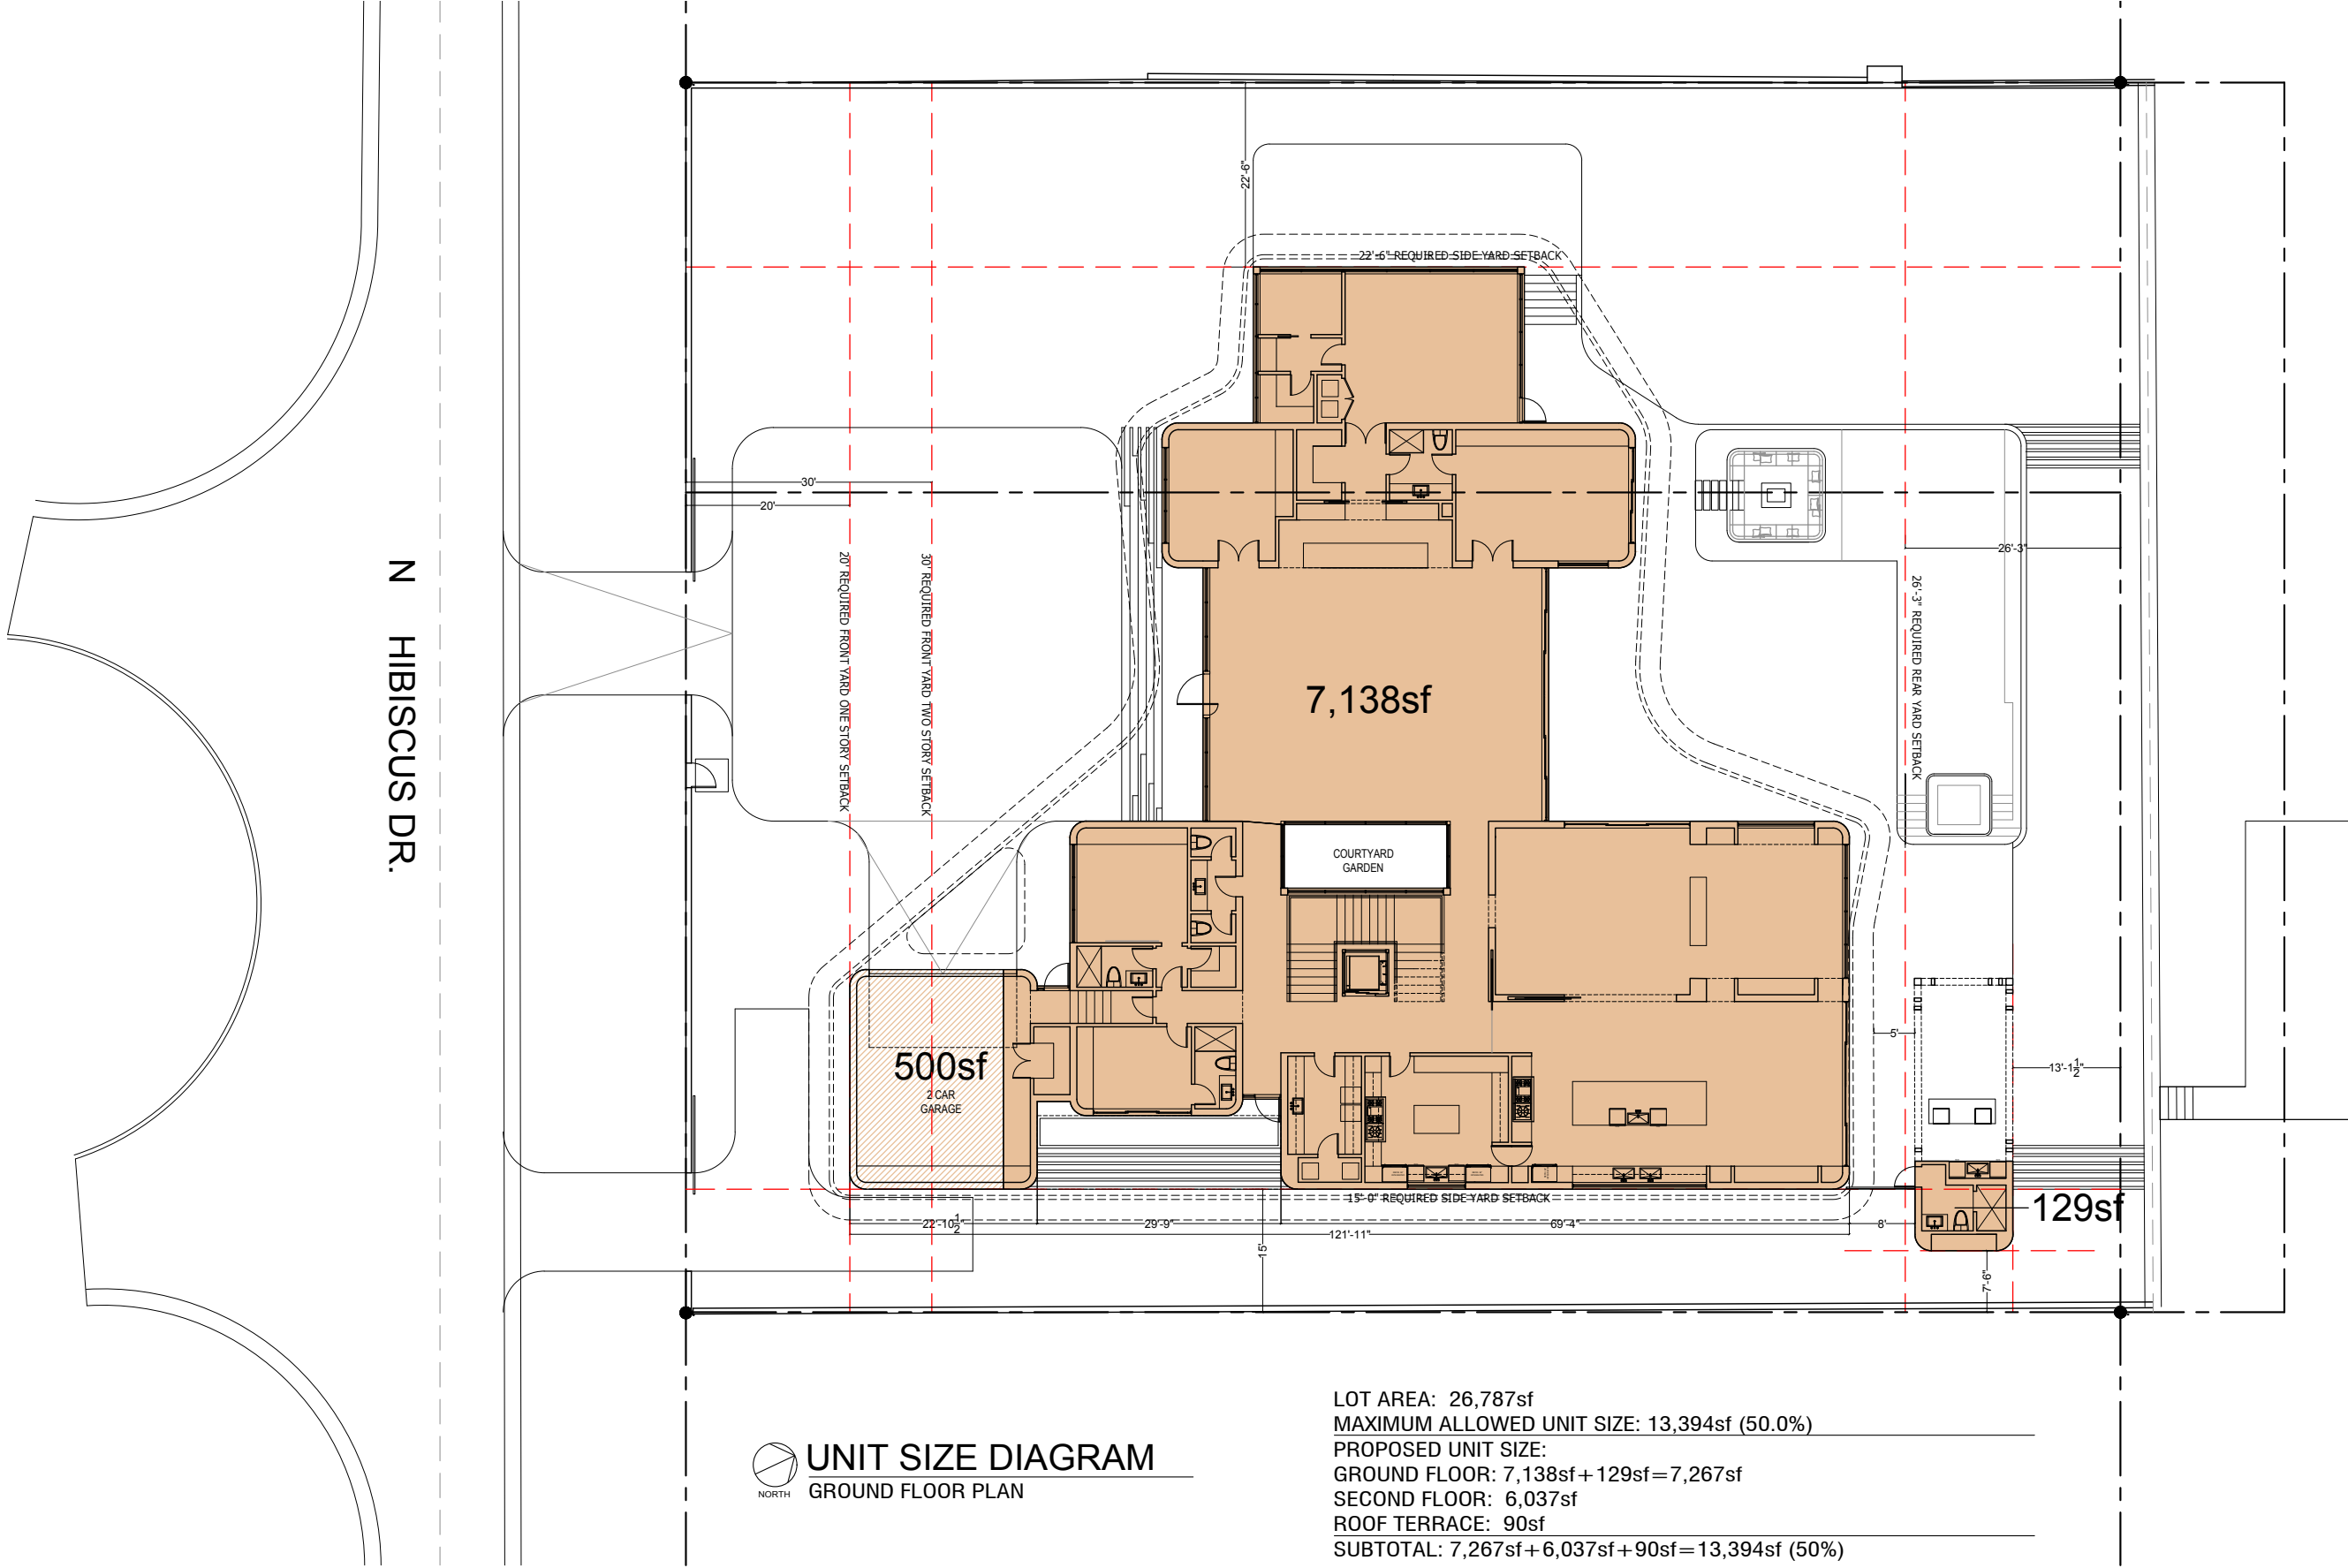 22'-6"
22'-6" REQUIRED SIDE YARD SETBACK
30'
20'
26'-3"
20' REQUIRED FRONT YARD ONE STORY SETBACK
30' REQUIRED FRONT YARD TWO STORY SETBACK
26'-3" REQUIRED REAR YARD SETBACK
N HIBISCUS DR.
7,138sf
COURTYARD
GARDEN
500sf
2 CAR
GARAGE
5'
13'-1 1/2"
15'-0" REQUIRED SIDE YARD SETBACK
129sf
22'-10 1/2"
29'-9"
69'-4"
8'
121'-11"
15'
7'-6"
UNIT SIZE DIAGRAM
NORTH
GROUND FLOOR PLAN
LOT AREA: 26,787sf
MAXIMUM ALLOWED UNIT SIZE: 13,394sf (50.0%)
PROPOSED UNIT SIZE:
GROUND FLOOR: 7,138sf+129sf=7,267sf
SECOND FLOOR: 6,037sf
ROOF TERRACE: 90sf
SUBTOTAL: 7,267sf+6,037sf+90sf=13,394sf (50%)